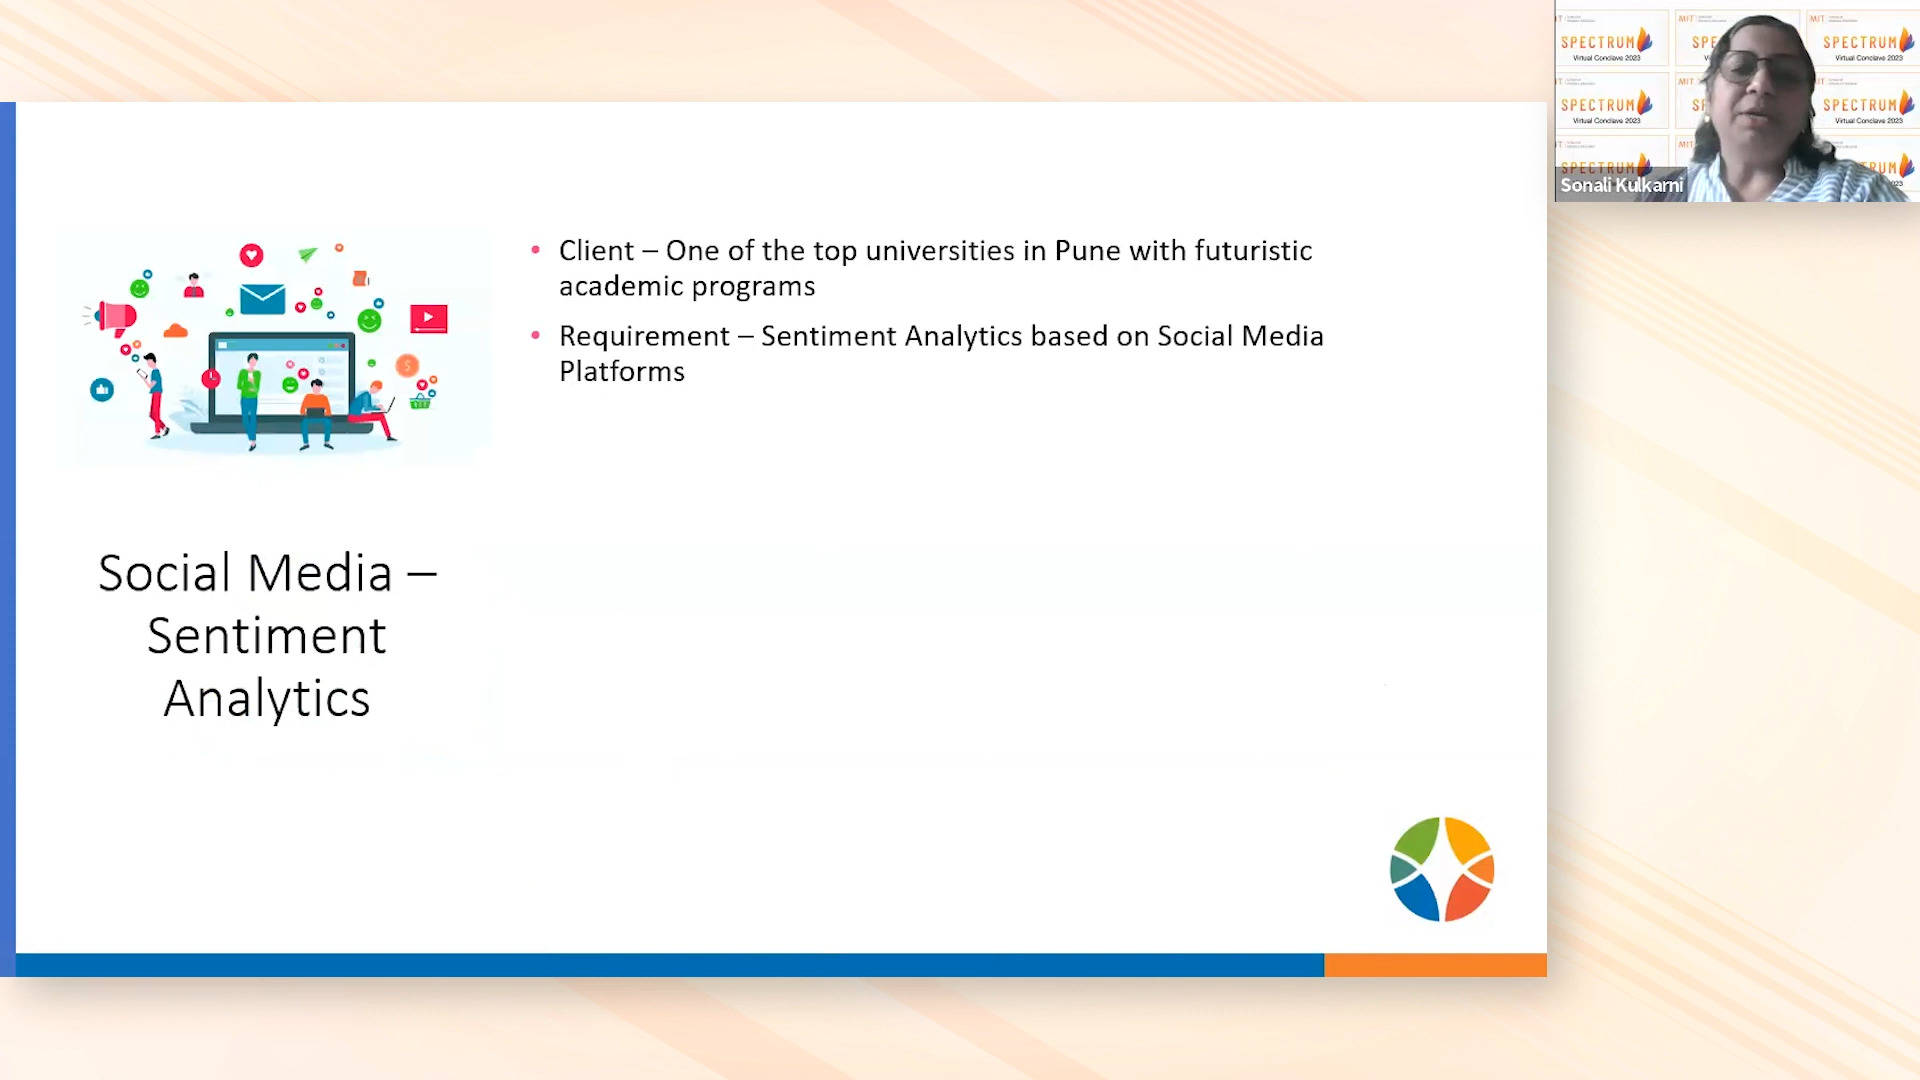 Client – One of the top universities in Pune with futuristic
academic programs
Requirement – Sentiment Analytics based on Social Media
Platforms
Social Media –
Sentiment
Analytics
MIT
SPECTRUM
Virtual Conclave 2023
SPECTRUM
Virtual Conclave 2023
SPECTRUM
Virtual Conclave 2023
SPECTRUM
Virtual Conclave 2023
SPECTRUM
Sonali Kulkarni